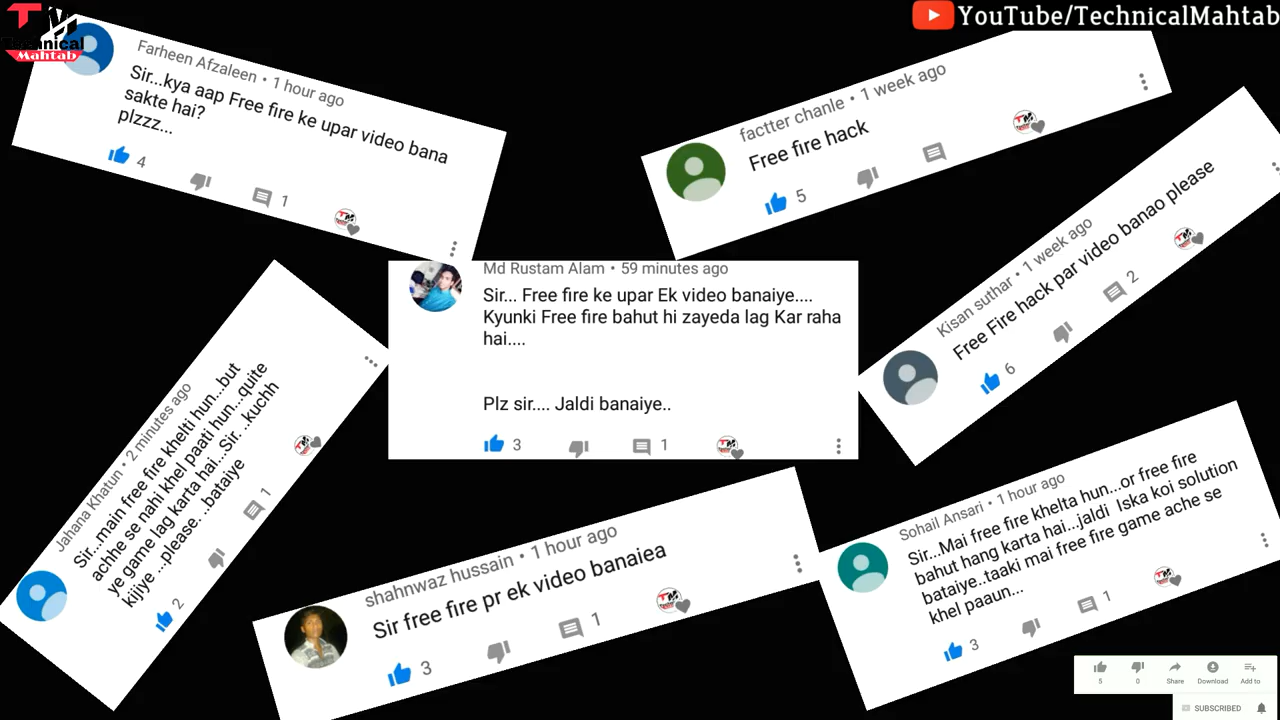 TM
Technical
Mahtab
YouTube/TechnicalMahtab
Farheen Afzaleen • 1 hour ago
Sir...kya aap Free fire ke upar video bana
sakte hai?
plzzz...
4
1
factter chanle • 1 week ago
Free fire hack
5
Kisan suthar • 1 week ago
Free Fire hack par video banao please
6
2
Md Rustam Alam • 59 minutes ago
Sir... Free fire ke upar Ek video banaiye....
Kyunki Free fire bahut hi zayeda lag Kar raha
hai....
Plz sir.... Jaldi banaiye..
3
1
Jahana Khatun • 2 minutes ago
Sir...main free fire khelti hun...but
achhe se nahi khel paati hun...quite
ye game lag karta hai...Sir. ..kuchh
kijiye ...please. ..bataiye
2
1
shahnwaz hussain • 1 hour ago
Sir free fire pr ek video banaiea
3
1
Sohail Ansari • 1 hour ago
Sir...Mai free fire khelta hun...or free fire
bahut hang karta hai...jaldi Iska koi solution
bataiye..taaki mai free fire game ache se
khel paaun...
3
1
5
0
Share
Download
Add to
SUBSCRIBED